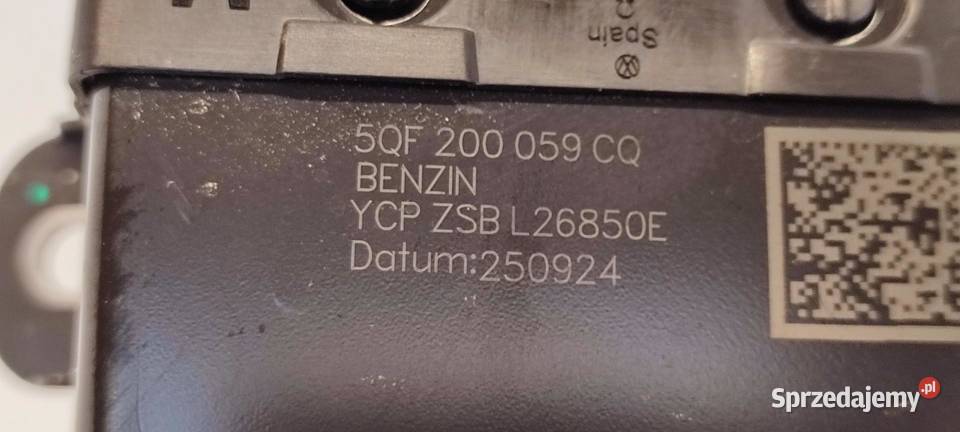 Spain
5QF 200 059 CQ
BENZIN
YCP ZSB L26850E
Datum:250924
Sprzedajemy.pl